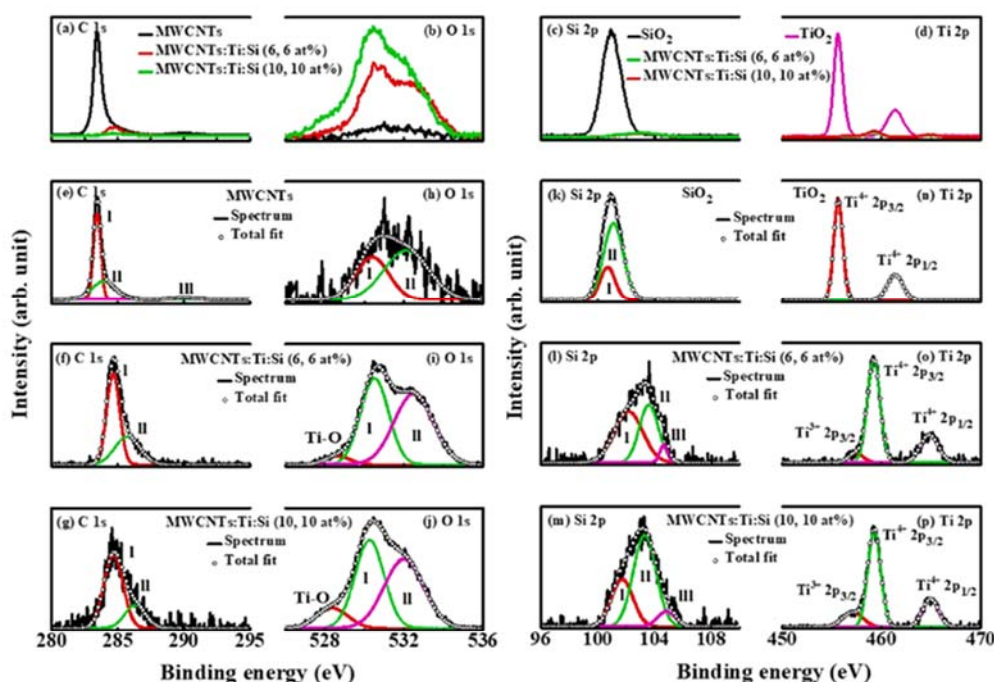 (a) C 1s
MWCNTs
MWCNTs:Ti:Si (6, 6 at%)
MWCNTs:Ti:Si (10, 10 at%)
(b) O 1s
(c) Si 2p
SiO2
MWCNTs:Ti:Si (6, 6 at%)
MWCNTs:Ti:Si (10, 10 at%)
TiO2
(d) Ti 2p
(e) C 1s
MWCNTs
(h) O 1s
Spectrum
Total fit
I
II
III
I
II
(k) Si 2p
SiO2
TiO2
(n) Ti 2p
Spectrum
Total fit
II
I
Ti4+ 2p3/2
Ti4+ 2p1/2
(f) C 1s
MWCNTs:Ti:Si (6, 6 at%)
(i) O 1s
Spectrum
Total fit
I
II
Ti-O
I
II
(l) Si 2p
MWCNTs:Ti:Si (6, 6 at%)
(o) Ti 2p
Spectrum
Total fit
I
II
III
Ti3- 2p3/2
Ti4- 2p3/2
Ti4- 2p1/2
(g) C 1s
MWCNTs:Ti:Si (10, 10 at%)
(j) O 1s
Spectrum
Total fit
I
II
Ti-O
I
II
(m) Si 2p
MWCNTs:Ti:Si (10, 10 at%)
(p) Ti 2p
Spectrum
Total fit
I
II
III
Ti3- 2p3/2
Ti4- 2p3/2
Ti4- 2p1/2
280 285 290 295
528 532 536
96 100 104 108
450 460 470
Binding energy (eV)
Binding energy (eV)
Intensity (arb. unit)
Intensity (arb. unit)